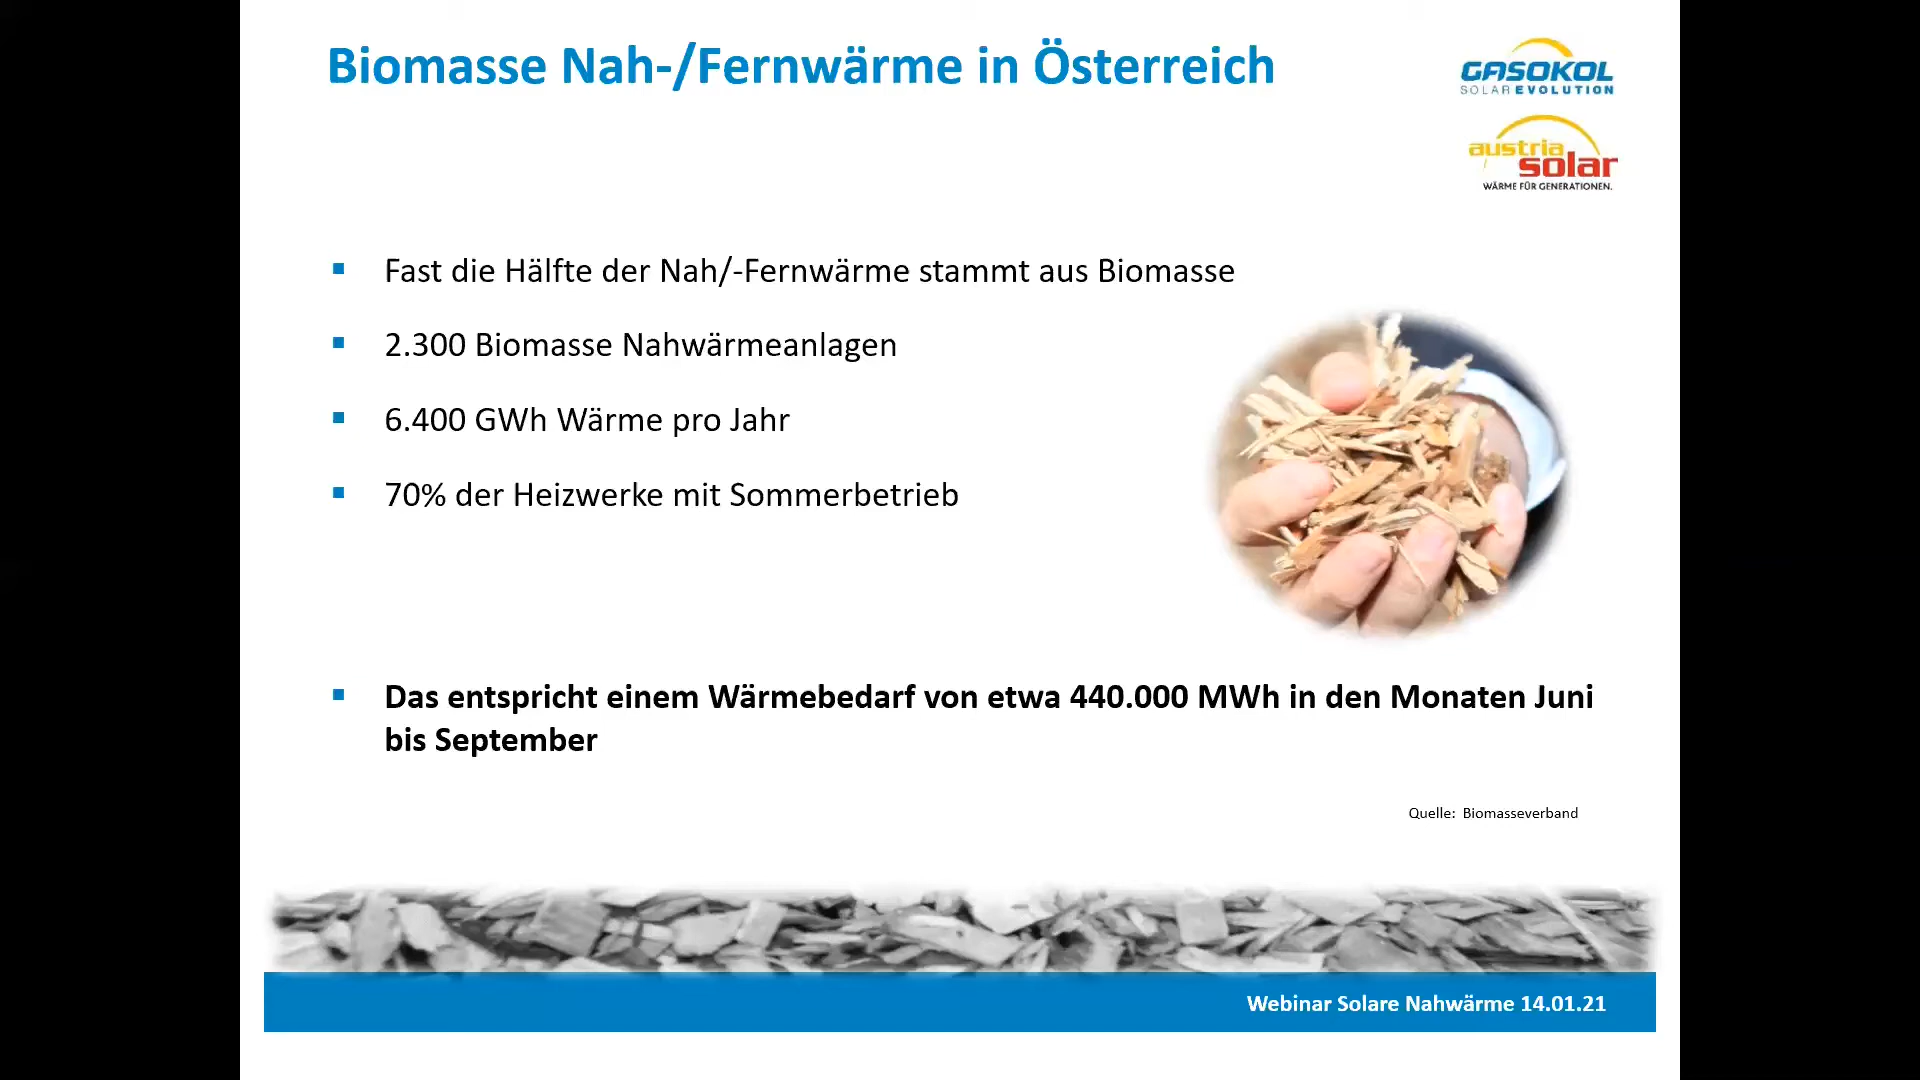 Biomasse Nah-/Fernwärme in Österreich
GASOKOL
SOLAREVOLUTION
austria
solar
WÄRME FÜR GENERATIONEN.
Fast die Hälfte der Nah/-Fernwärme stammt aus Biomasse
2.300 Biomasse Nahwärmeanlagen
6.400 GWh Wärme pro Jahr
70% der Heizwerke mit Sommerbetrieb
Das entspricht einem Wärmebedarf von etwa 440.000 MWh in den Monaten Juni
bis September
Quelle: Biomasseverband
Webinar Solare Nahwärme 14.01.21